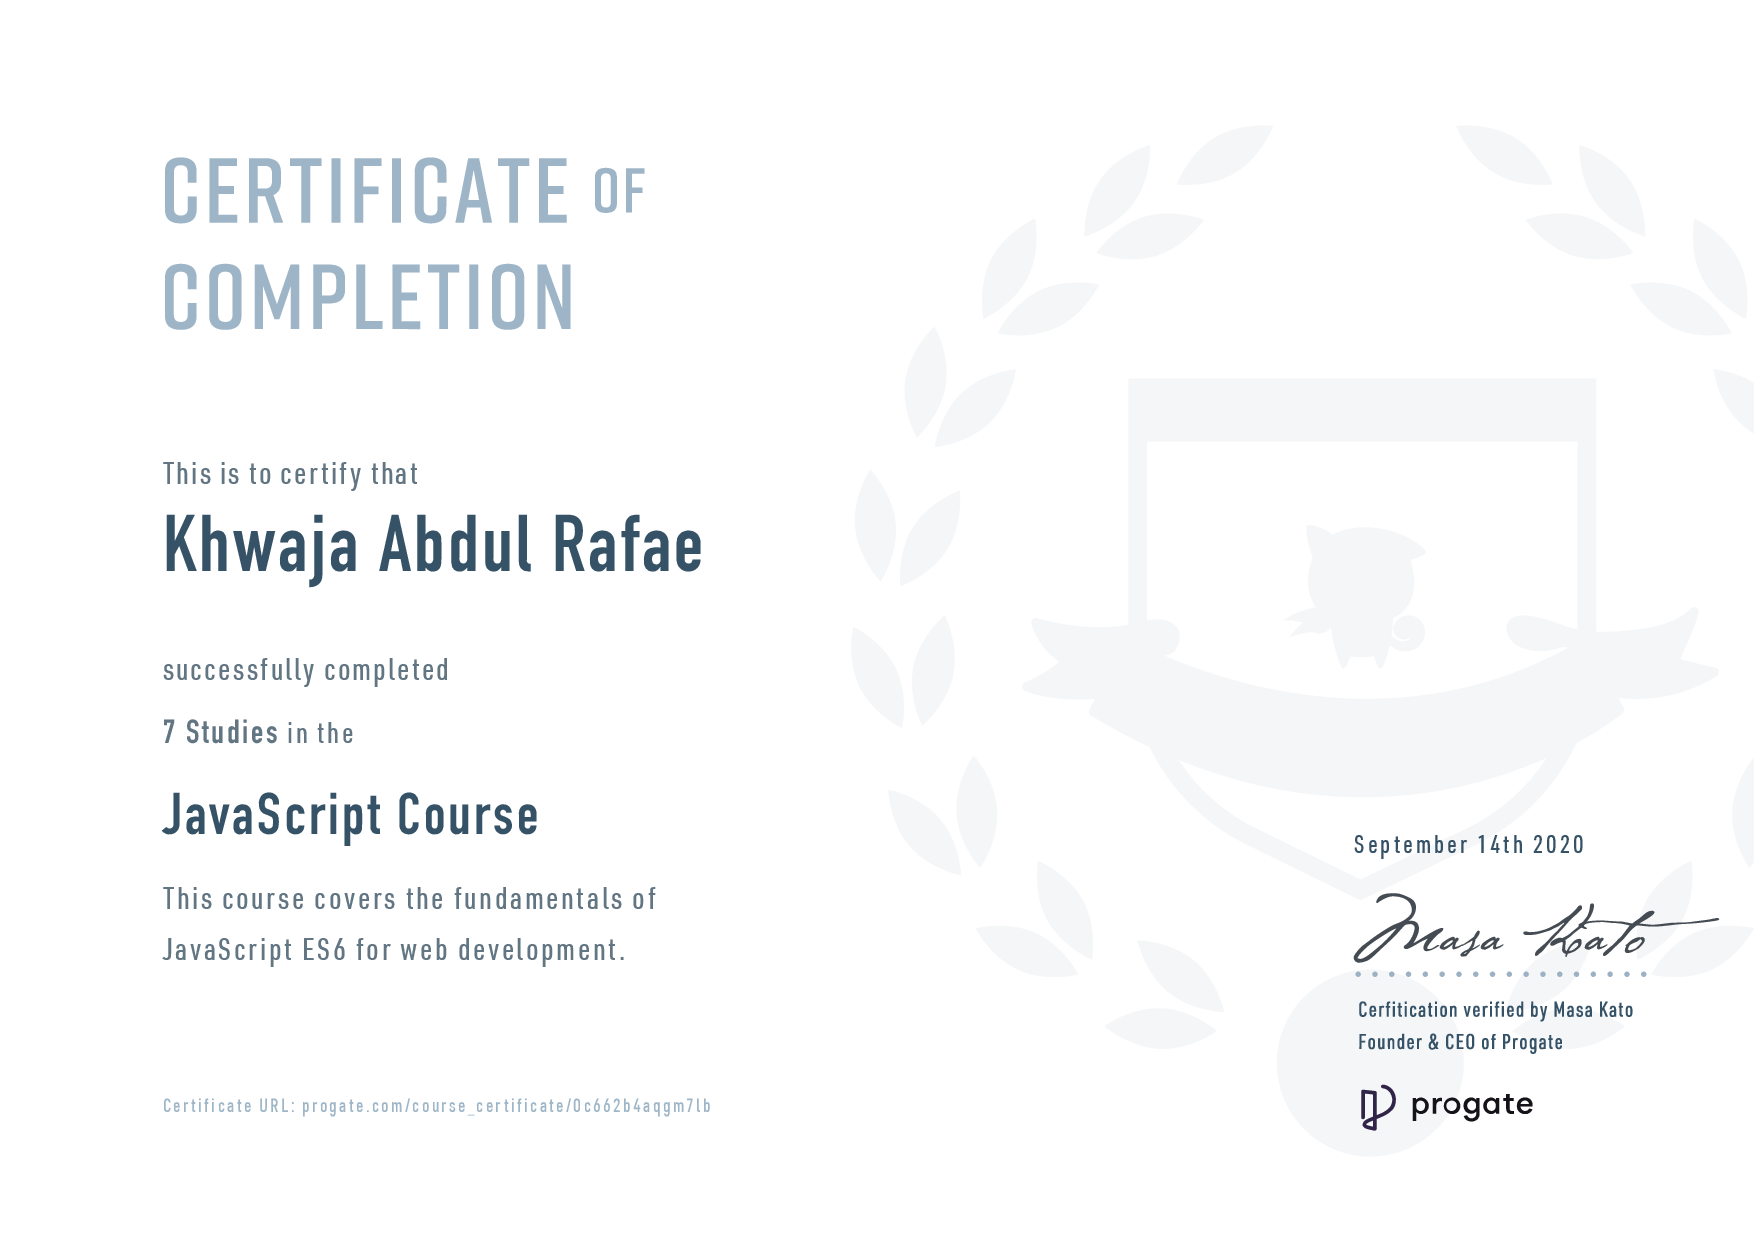 CERTIFICATE OF
COMPLETION
This is to certify that
Khwaja Abdul Rafae
successfully completed
7 Studies in the
JavaScript Course
This course covers the fundamentals of
JavaScript ES6 for web development.
Certificate URL: progate.com/course_certificate/0c662b4aqgm7lb
September 14th 2020
Masa Kato
Cerfitication verified by Masa Kato
Founder & CEO of Progate
progate